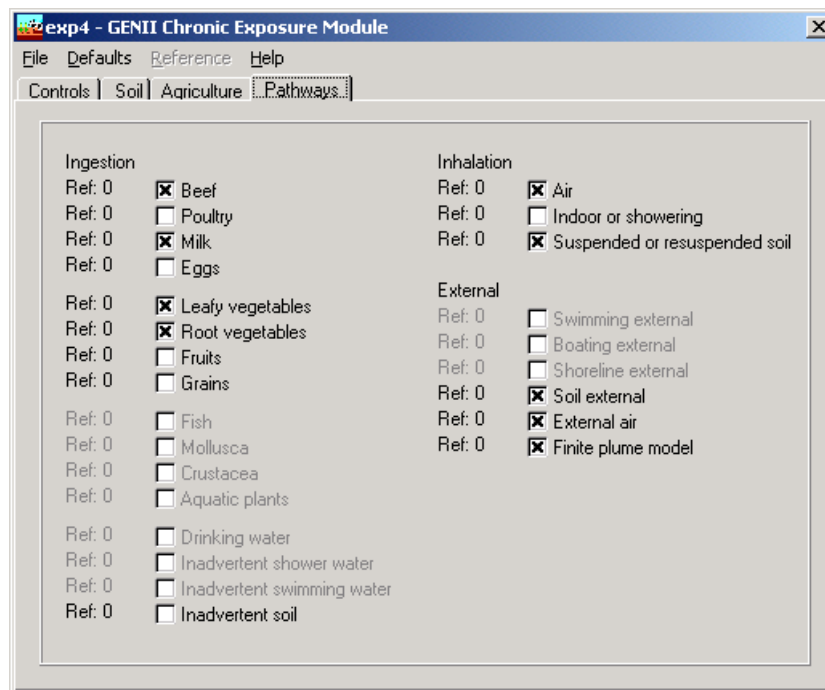 exp4 - GENII Chronic Exposure Module
File Defaults Reference Help
Controls Soil Agriculture Pathways
Ingestion
Ref: 0 Beef
Ref: 0 Poultry
Ref: 0 Milk
Ref: 0 Eggs
Ref: 0 Leafy vegetables
Ref: 0 Root vegetables
Ref: 0 Fruits
Ref: 0 Grains
Ref: 0 Fish
Ref: 0 Mollusca
Ref: 0 Crustacea
Ref: 0 Aquatic plants
Ref: 0 Drinking water
Ref: 0 Inadvertent shower water
Ref: 0 Inadvertent swimming water
Ref: 0 Inadvertent soil
Inhalation
Ref: 0 Air
Ref: 0 Indoor or showering
Ref: 0 Suspended or resuspended soil
External
Ref: 0 Swimming external
Ref: 0 Boating external
Ref: 0 Shoreline external
Ref: 0 Soil external
Ref: 0 External air
Ref: 0 Finite plume model